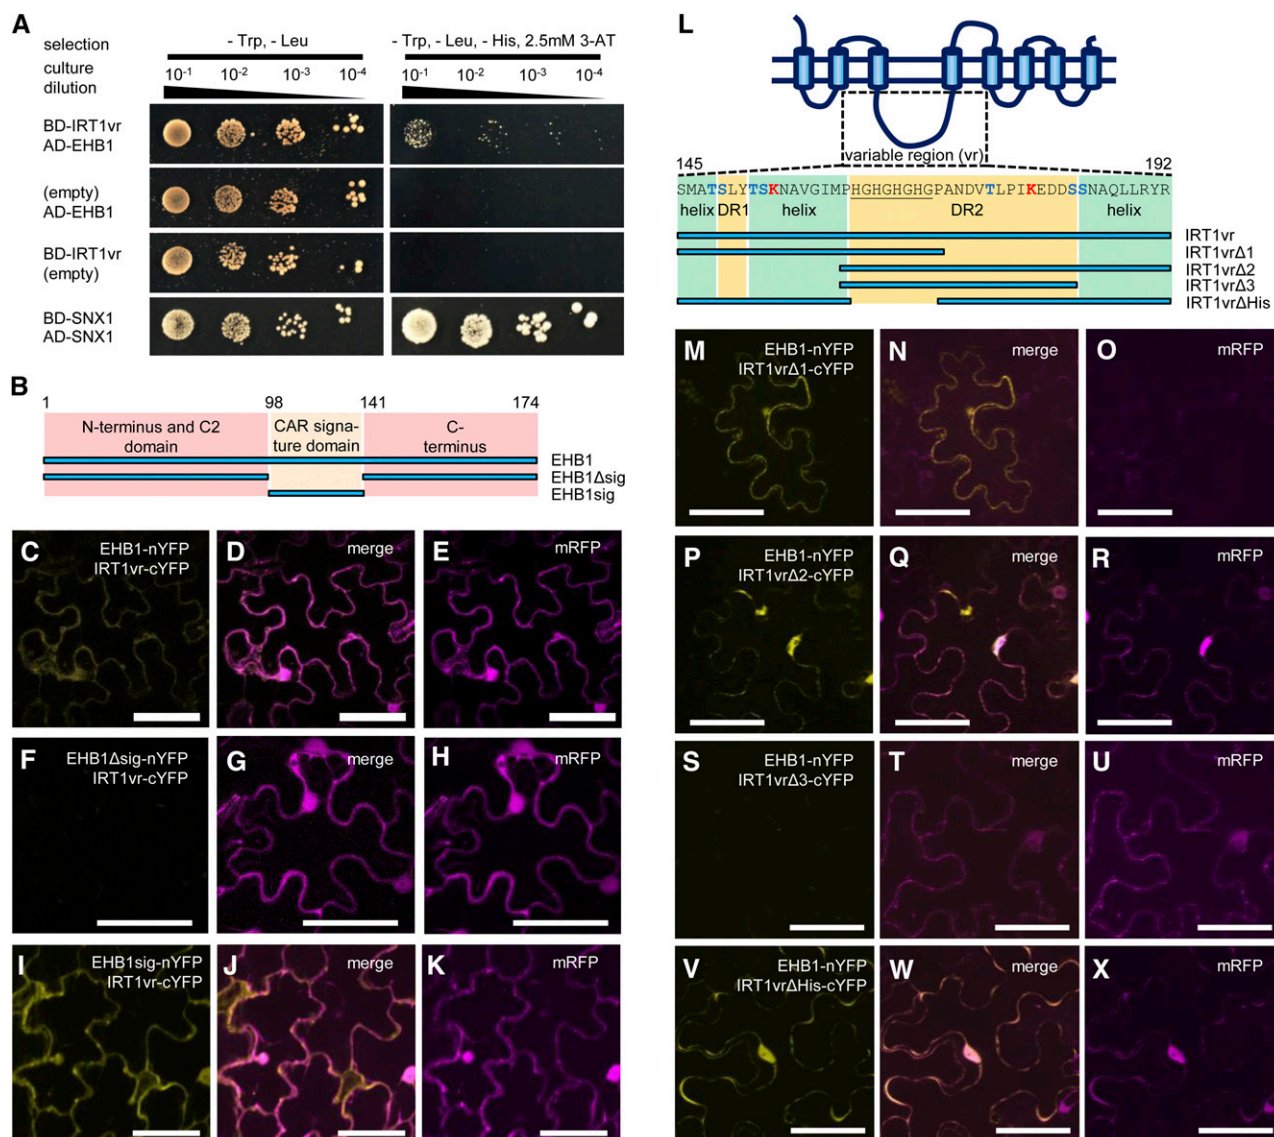 A
selection
- Trp, - Leu
- Trp, - Leu, - His, 2.5mM 3-AT
culture
dilution
10-1 10-2 10-3 10-4
10-1 10-2 10-3 10-4
BD-IRT1vr
AD-EHB1
(empty)
AD-EHB1
BD-IRT1vr
(empty)
BD-SNX1
AD-SNX1
B
1 98 141 174
N-terminus and C2
domain
CAR signa-
ture domain
C-
terminus
EHB1
EHB1Δsig
EHB1sig
C
EHB1-nYFP
IRT1vr-cYFP
D
merge
E
mRFP
F
EHB1Δsig-nYFP
IRT1vr-cYFP
G
merge
H
mRFP
I
EHB1sig-nYFP
IRT1vr-cYFP
J
merge
K
mRFP
L
variable region (vr)
145 192
SMATSLYTSKNAVGIMPHGHGHGHGPANDVTLPIKEDDSSNAQLLRYR
helix DR1 helix DR2 helix
IRT1vr
IRT1vrΔ1
IRT1vrΔ2
IRT1vrΔ3
IRT1vrΔHis
M
EHB1-nYFP
IRT1vrΔ1-cYFP
N
merge
O
mRFP
P
EHB1-nYFP
IRT1vrΔ2-cYFP
Q
merge
R
mRFP
S
EHB1-nYFP
IRT1vrΔ3-cYFP
T
merge
U
mRFP
V
EHB1-nYFP
IRT1vrΔHis-cYFP
W
merge
X
mRFP